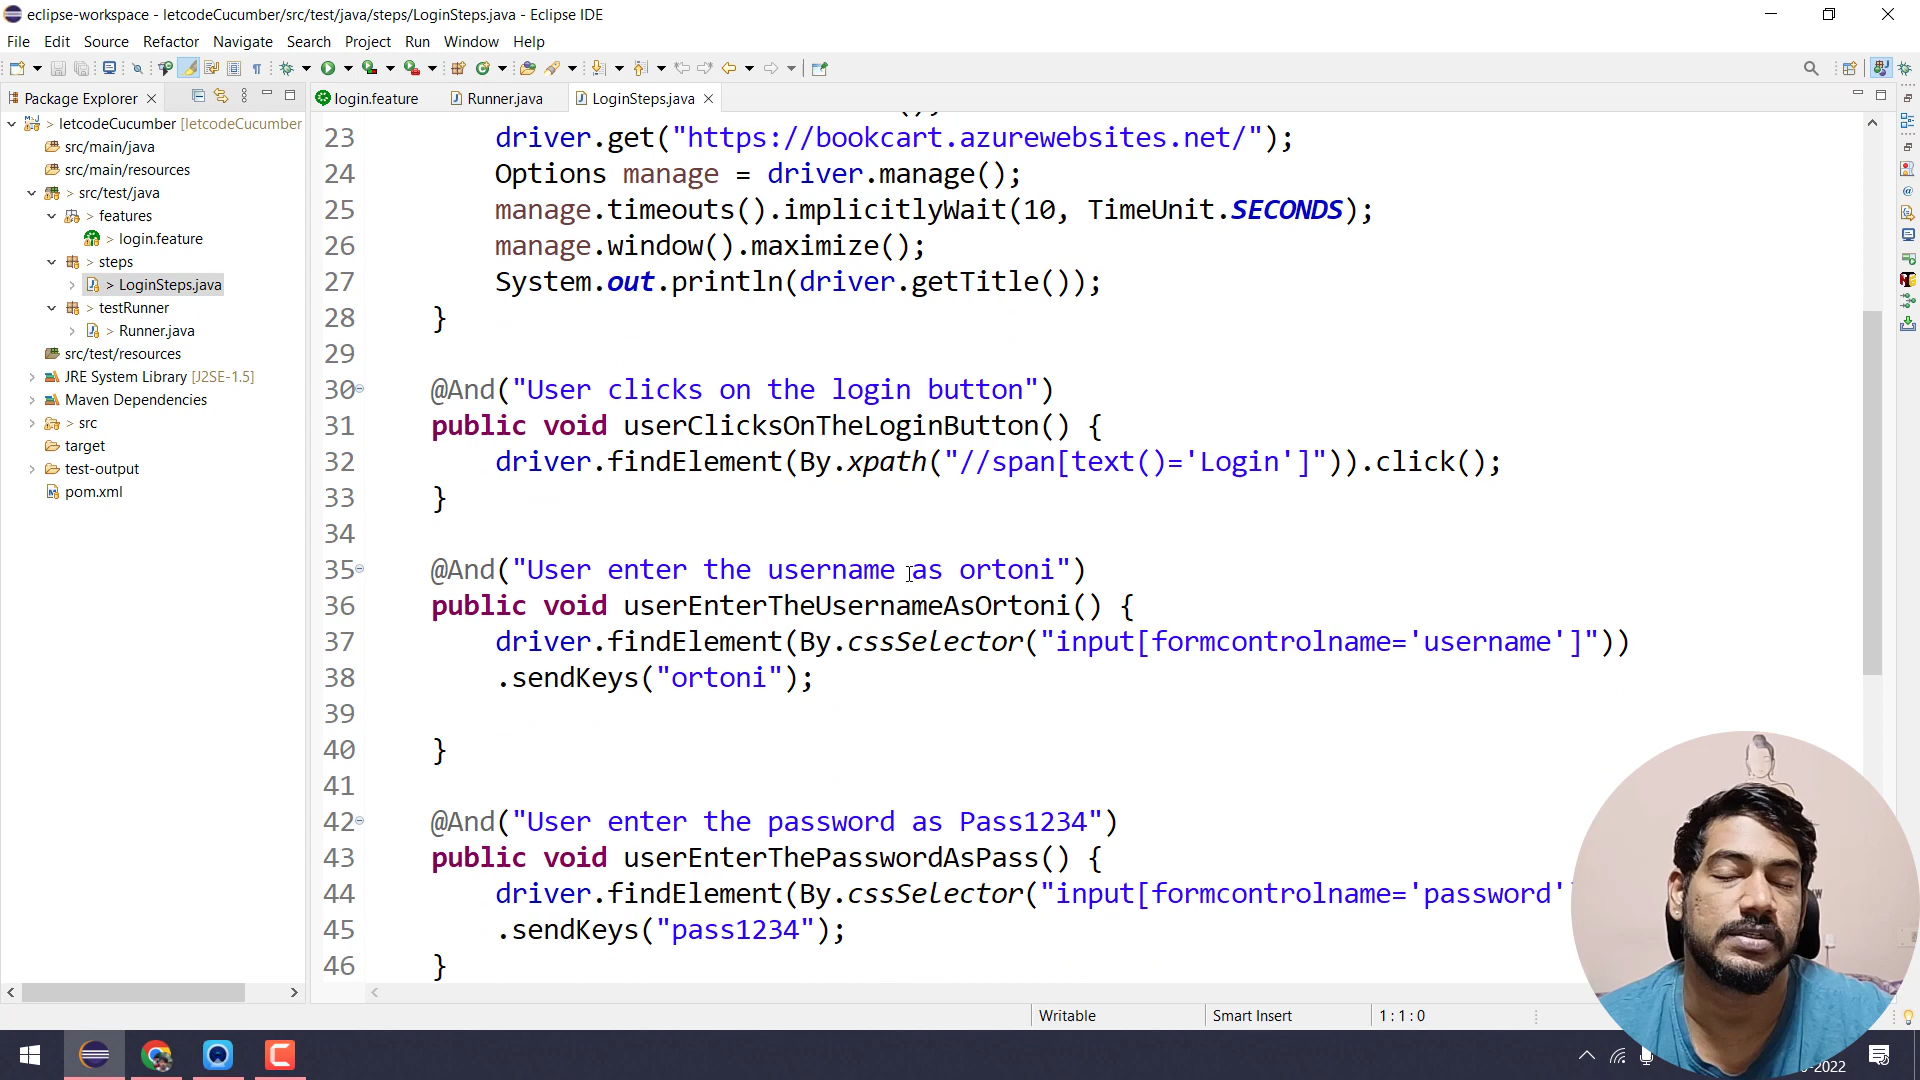 eclipse-workspace - letcodeCucumber/src/test/java/steps/LoginSteps.java - Eclipse IDE
File Edit Source Refactor Navigate Search Project Run Window Help
Package Explorer
login.feature
Runner.java
LoginSteps.java
> letcodeCucumber [letcodeCucumber
src/main/java
src/main/resources
> src/test/java
> features
> login.feature
> steps
> LoginSteps.java
> testRunner
> Runner.java
src/test/resources
JRE System Library [J2SE-1.5]
Maven Dependencies
> src
target
test-output
pom.xml
23 driver.get("https://bookcart.azurewebsites.net/");
24 Options manage = driver.manage();
25 manage.timeouts().implicitlyWait(10, TimeUnit.SECONDS);
26 manage.window().maximize();
27 System.out.println(driver.getTitle());
28 }
29
30 @And("User clicks on the login button")
31 public void userClicksOnTheLoginButton() {
32 driver.findElement(By.xpath("//span[text()='Login']")).click();
33 }
34
35 @And("User enter the username as ortoni")
36 public void userEnterTheUsernameAsOrtoni() {
37 driver.findElement(By.cssSelector("input[formcontrolname='username']"))
38 .sendKeys("ortoni");
39
40 }
41
42 @And("User enter the password as Pass1234")
43 public void userEnterThePasswordAsPass() {
44 driver.findElement(By.cssSelector("input[formcontrolname='password'
45 .sendKeys("pass1234");
46 }
Writable
Smart Insert
1 : 1 : 0
-2022